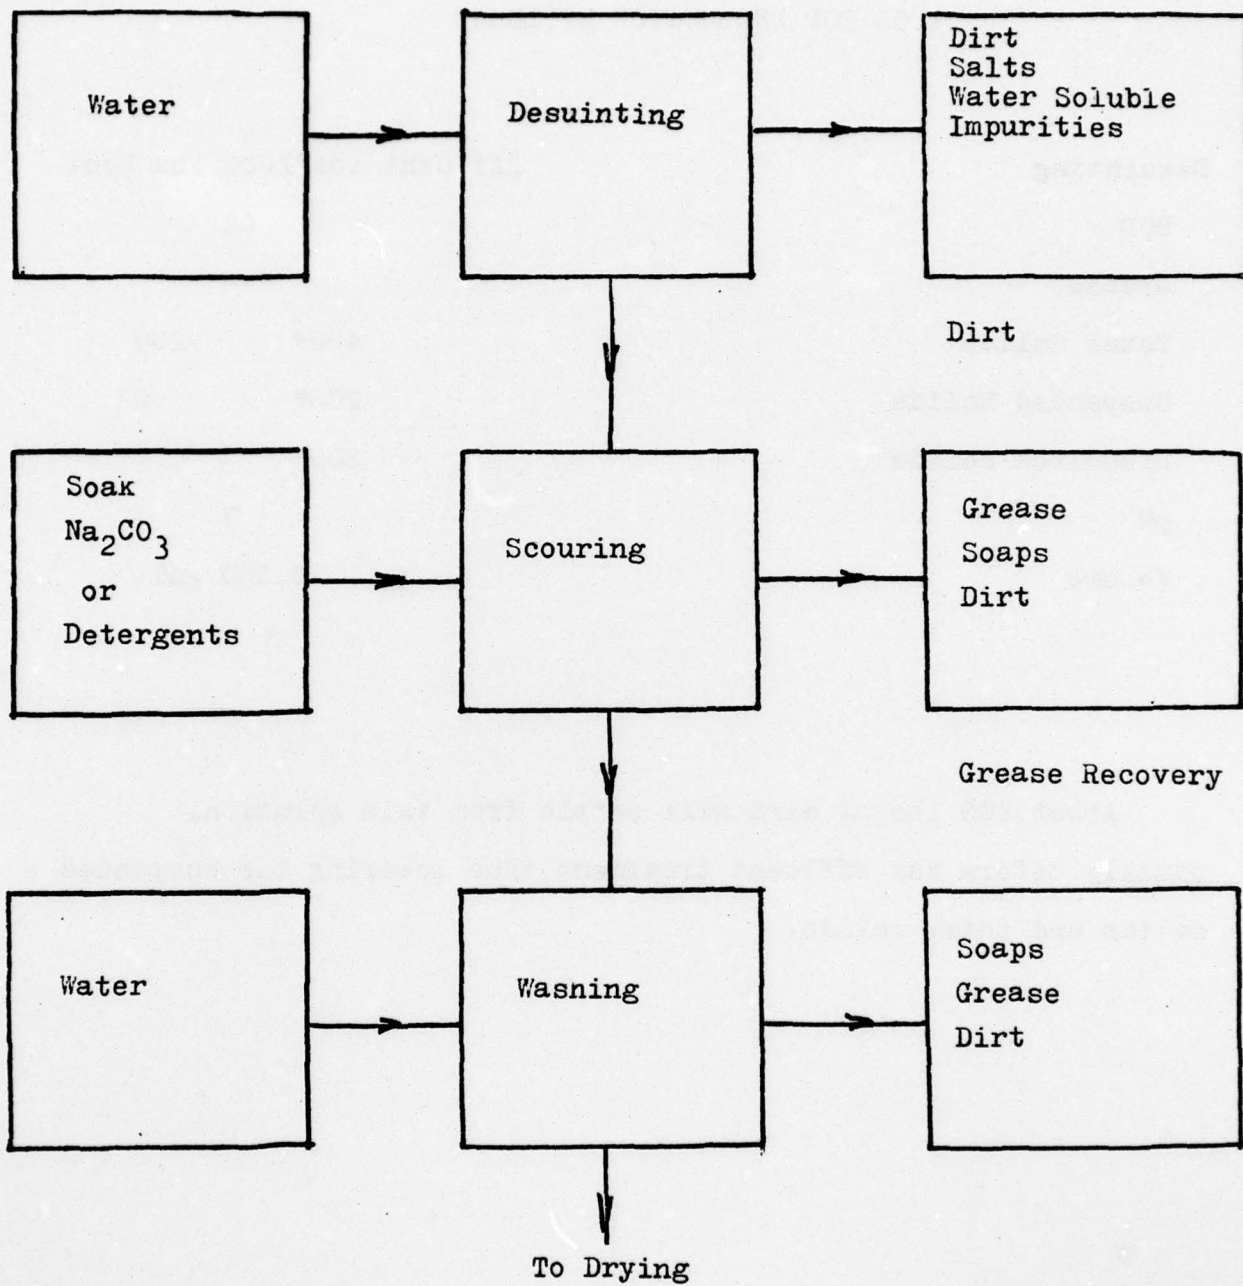 Water
Desuinting
Dirt
Salts
Water Soluble
Impurities
Dirt
Soak
Na₂CO₃
or
Detergents
Scouring
Grease
Soaps
Dirt
Grease Recovery
Water
Wasning
Soaps
Grease
Dirt
To Drying